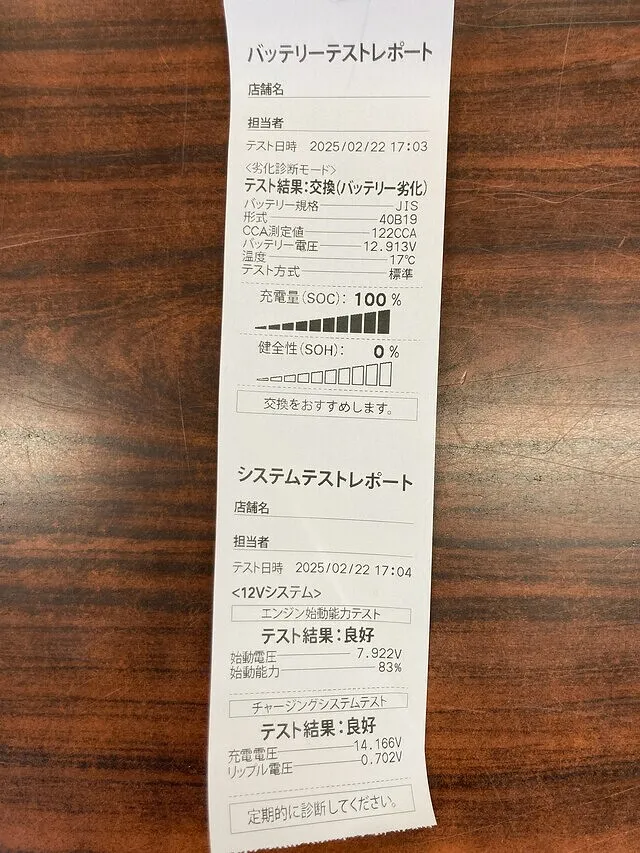 バッテリーテストレポート
店舗名
担当者
テスト日時 2025/02/22 17:03
<劣化診断モード>
テスト結果:交換(バッテリー劣化)
バッテリー規格 JIS
形式 40B19
CCA測定値 122CCA
バッテリー電圧 12.913V
温度 17℃
テスト方式 標準
充電量(SOC): 100 %
健全性(SOH): 0 %
交換をおすすめします。
システムテストレポート
店舗名
担当者
テスト日時 2025/02/22 17:04
<12Vシステム>
エンジン始動能力テスト
テスト結果:良好
始動電圧 7.922V
始動能力 83%
チャージングシステムテスト
テスト結果:良好
充電電圧 14.166V
リップル電圧 0.702V
定期的に診断してください。